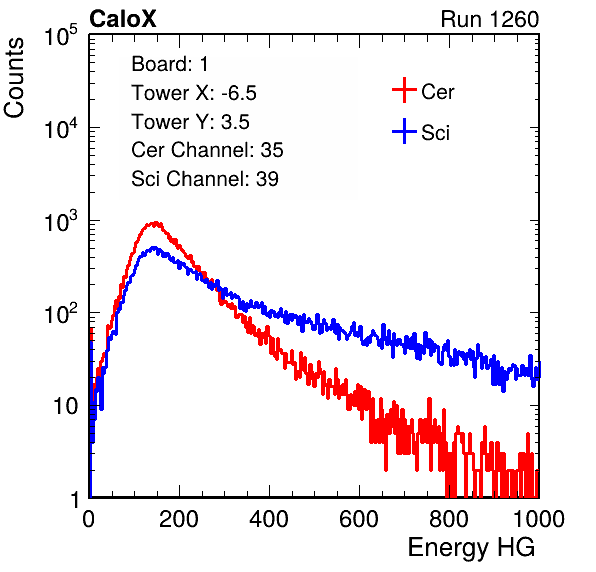 CaloX Run 1260
Counts
10^5
10^4
10^3
10^2
10
1
Board: 1
Tower X: -6.5
Tower Y: 3.5
Cer Channel: 35
Sci Channel: 39
Cer
Sci
0 200 400 600 800 1000
Energy HG